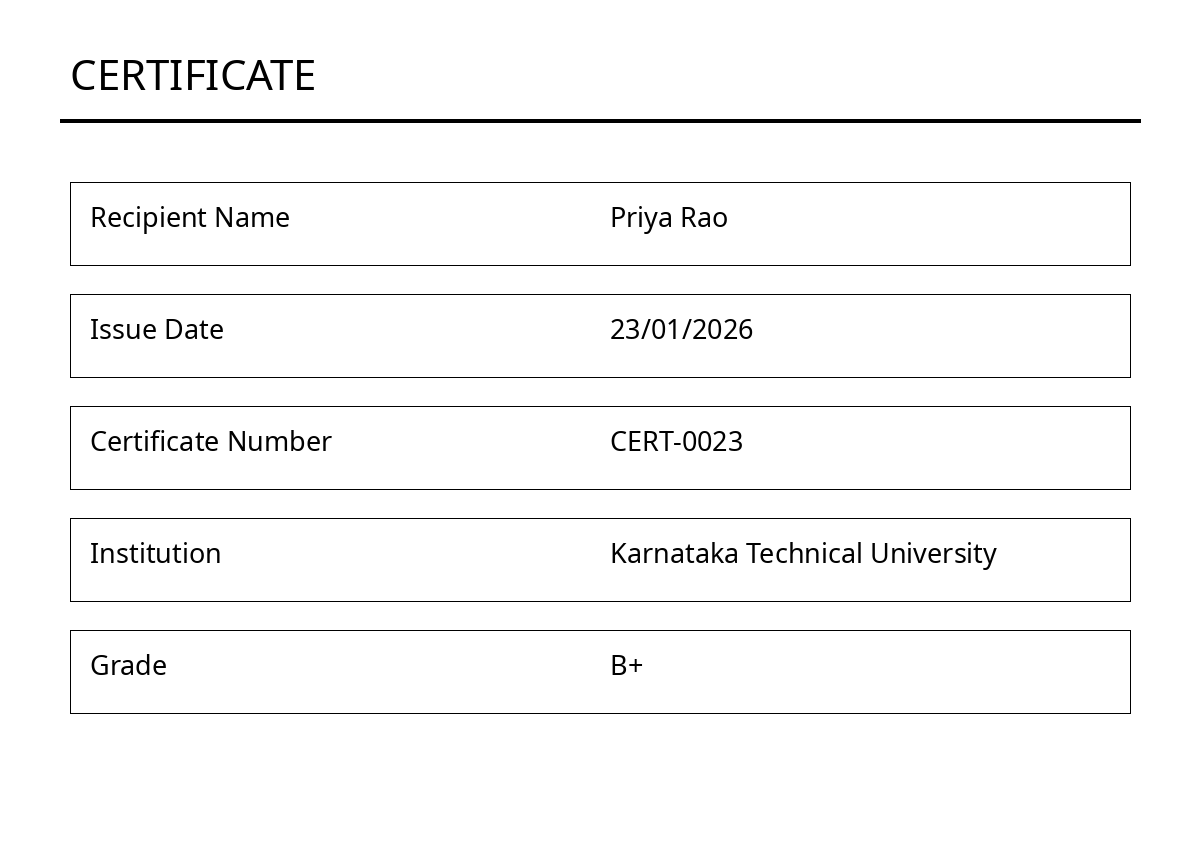 CERTIFICATE
Recipient Name Priya Rao
Issue Date 23/01/2026
Certificate Number CERT-0023
Institution Karnataka Technical University
Grade B+